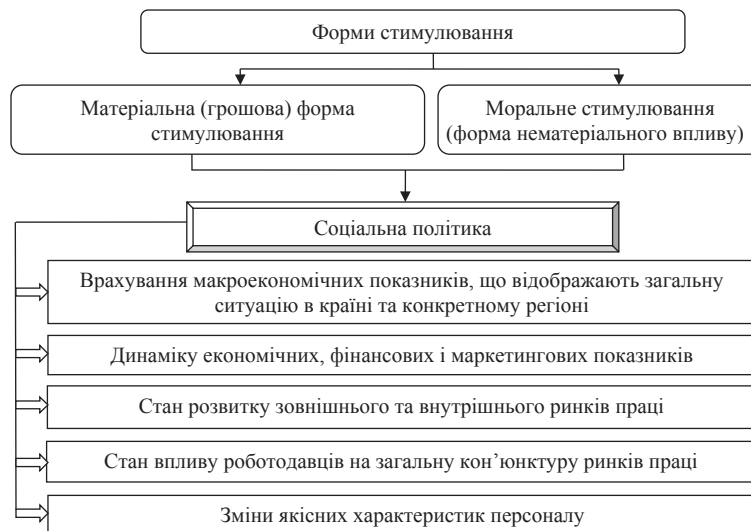 Форми стимулювання
Матеріальна (грошова) форма
стимулювання
Моральне стимулювання
(форма нематеріального впливу)
Соціальна політика
Врахування макроекономічних показників, що відображають загальну
ситуацію в країні та конкретному регіоні
Динаміку економічних, фінансових і маркетингових показників
Стан розвитку зовнішнього та внутрішнього ринків праці
Стан впливу роботодавців на загальну кон’юнктуру ринків праці
Зміни якісних характеристик персоналу